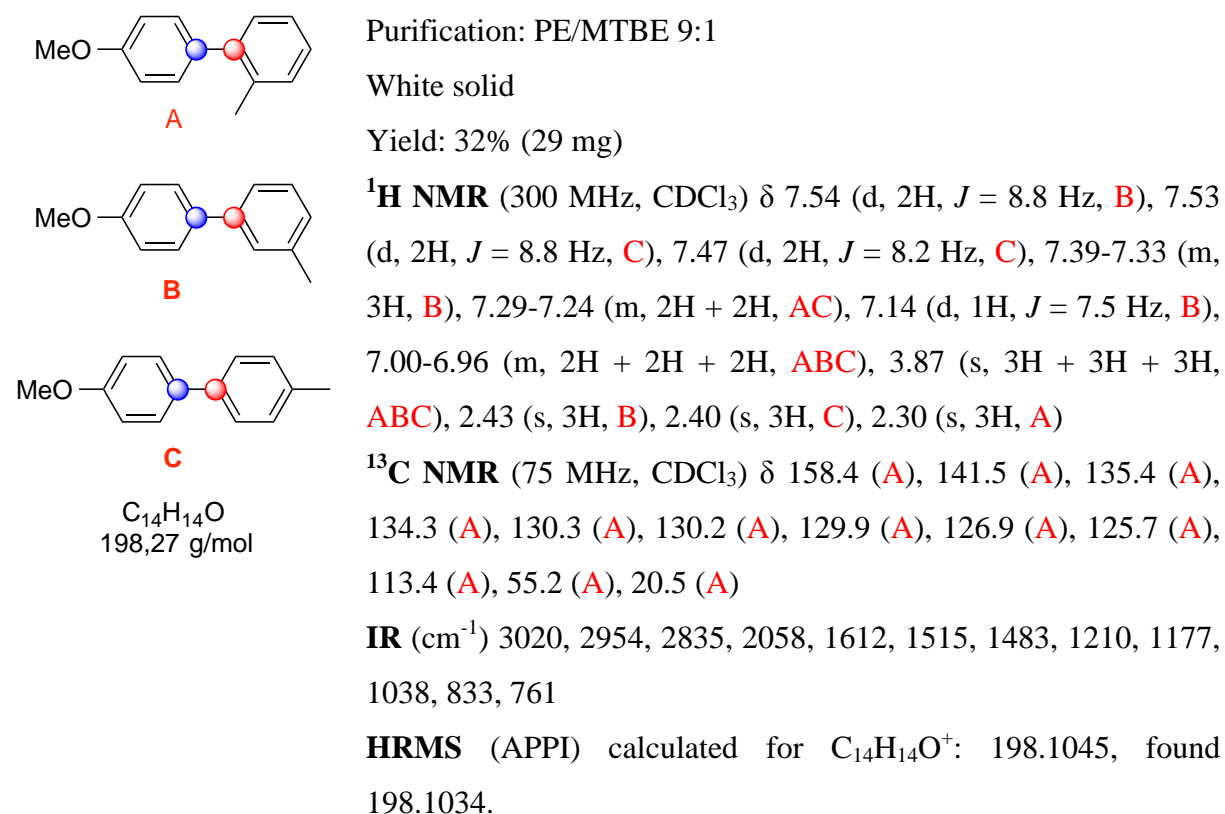 MeO
A
MeO
B
MeO
C
C₁₄H₁₄O
198,27 g/mol
Purification: PE/MTBE 9:1
White solid
Yield: 32% (29 mg)
¹H NMR (300 MHz, CDCl₃) δ 7.54 (d, 2H, J = 8.8 Hz, B), 7.53
(d, 2H, J = 8.8 Hz, C), 7.47 (d, 2H, J = 8.2 Hz, C), 7.39-7.33 (m,
3H, B), 7.29-7.24 (m, 2H + 2H, AC), 7.14 (d, 1H, J = 7.5 Hz, B),
7.00-6.96 (m, 2H + 2H + 2H, ABC), 3.87 (s, 3H + 3H + 3H,
ABC), 2.43 (s, 3H, B), 2.40 (s, 3H, C), 2.30 (s, 3H, A)
¹³C NMR (75 MHz, CDCl₃) δ 158.4 (A), 141.5 (A), 135.4 (A),
134.3 (A), 130.3 (A), 130.2 (A), 129.9 (A), 126.9 (A), 125.7 (A),
113.4 (A), 55.2 (A), 20.5 (A)
IR (cm⁻¹) 3020, 2954, 2835, 2058, 1612, 1515, 1483, 1210, 1177,
1038, 833, 761
HRMS (APPI) calculated for C₁₄H₁₄O⁺: 198.1045, found
198.1034.